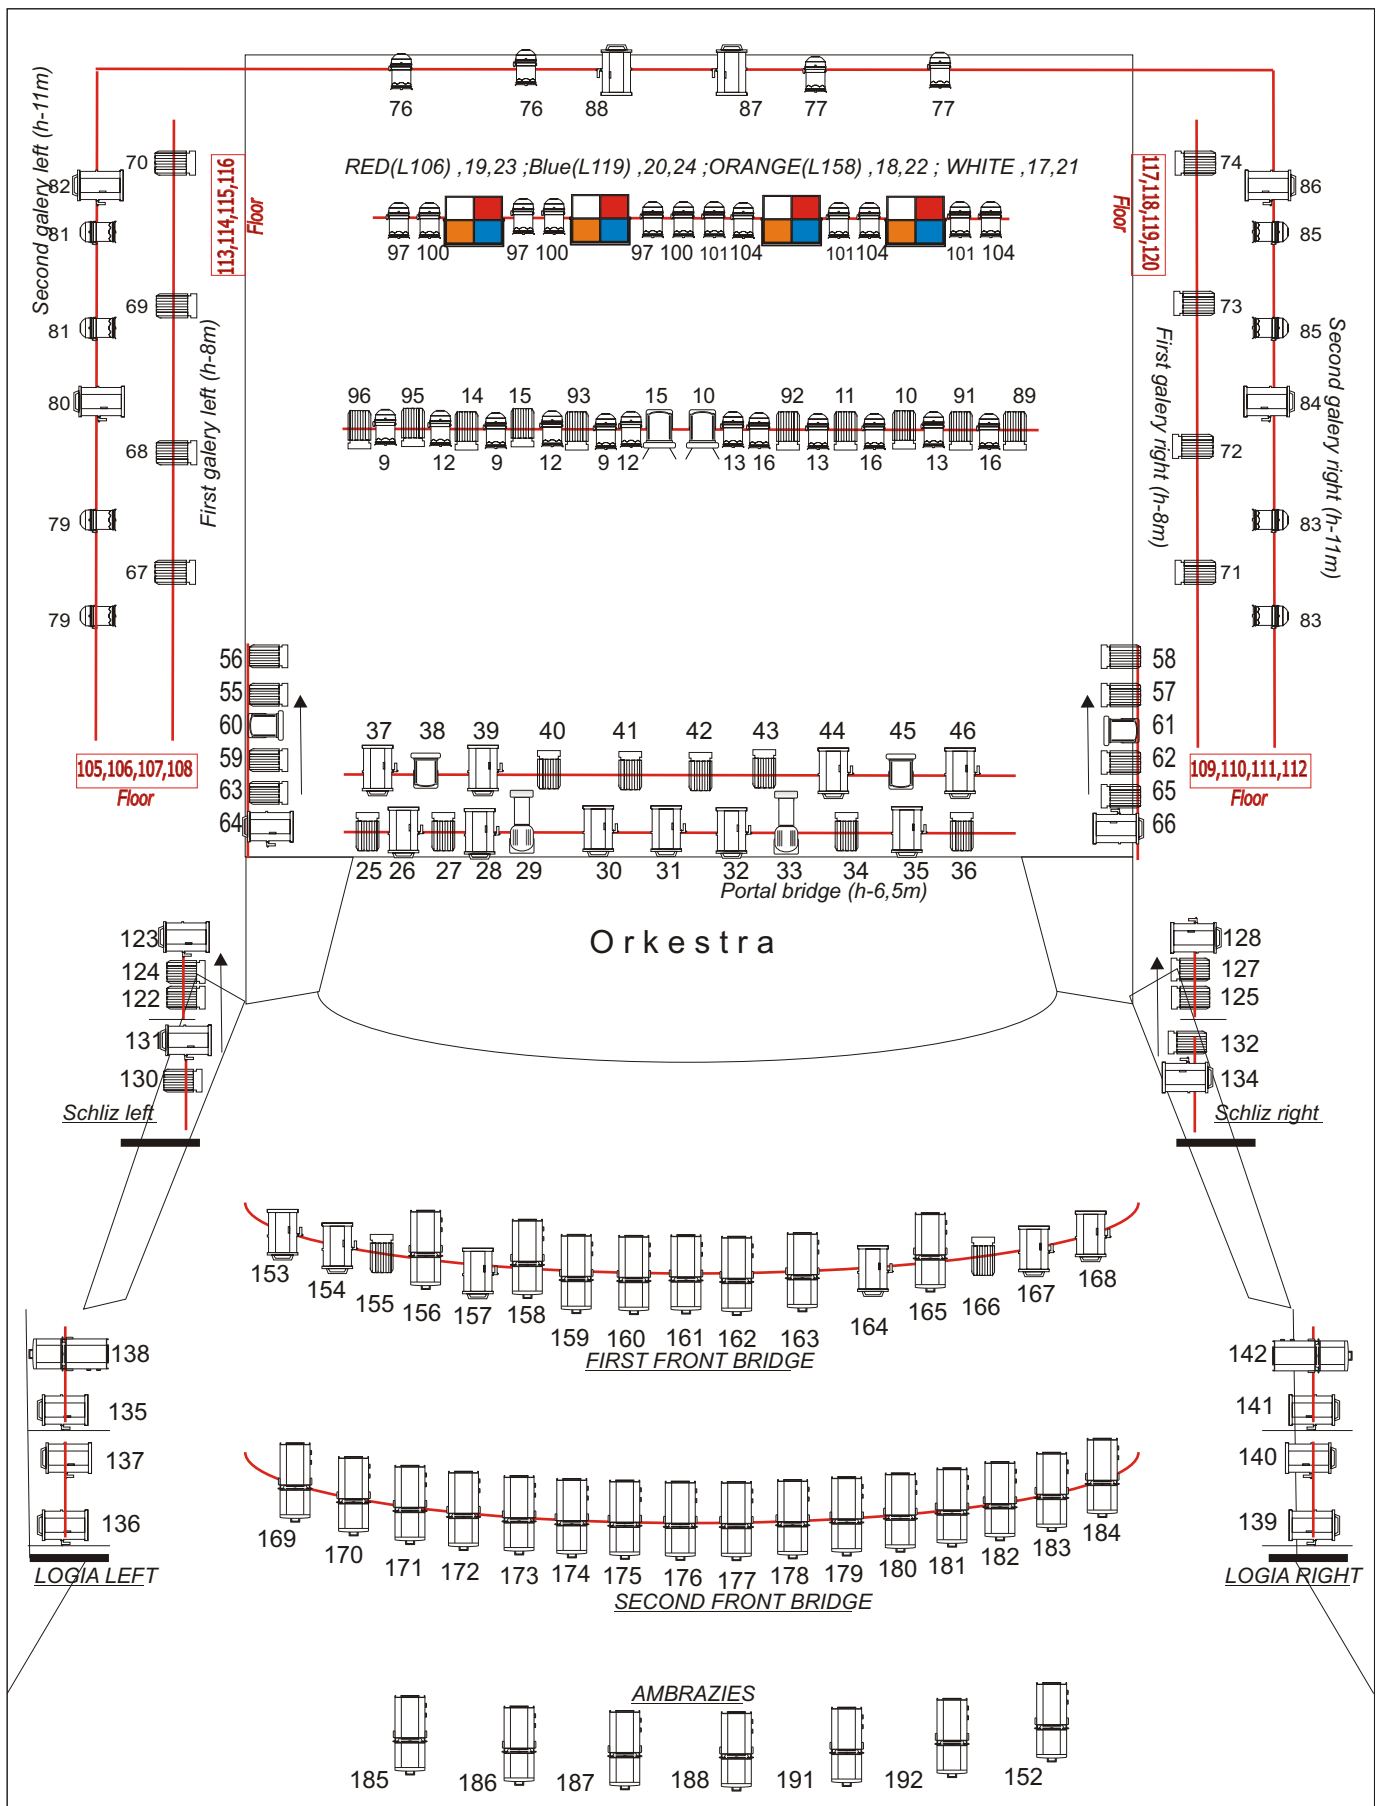 76 76 88 87 77 77
Second galery left (h-11m)
70
RED(L106) ,19,23 ;Blue(L119) ,20,24 ;ORANGE(L158) ,18,22 ; WHITE ,17,21
74
82
113,114,115,116
Floor
117,118,119,120
Floor
86
81
85
97 100 97 100 97 100 101 104 101 104 101 104
69
73
81
85
First galery left (h-8m)
First galery right (h-8m)
Second galery right (h-11m)
80
96 95 14 15 93 15 10 92 11 10 91 89
84
68
9 12 9 12 9 12 13 16 13 16 13 16
72
79
83
67
71
79
83
56
58
55
57
60
37 38 39 40 41 42 43 44 45 46
61
59
62
105,106,107,108
Floor
109,110,111,112
Floor
63
65
64
66
25 26 27 28 29 30 31 32 33 34 35 36
Portal bridge (h-6,5m)
123
Orkestra
128
124
127
122
125
131
132
130
134
Schliz left
Schliz right
153 154 155 156 157 158 159 160 161 162 163 164 165 166 167 168
FIRST FRONT BRIDGE
138
142
135
141
137
140
136
139
169 170 171 172 173 174 175 176 177 178 179 180 181 182 183 184
LOGIA LEFT
LOGIA RIGHT
SECOND FRONT BRIDGE
AMBRAZIES
185 186 187 188 191 192 152